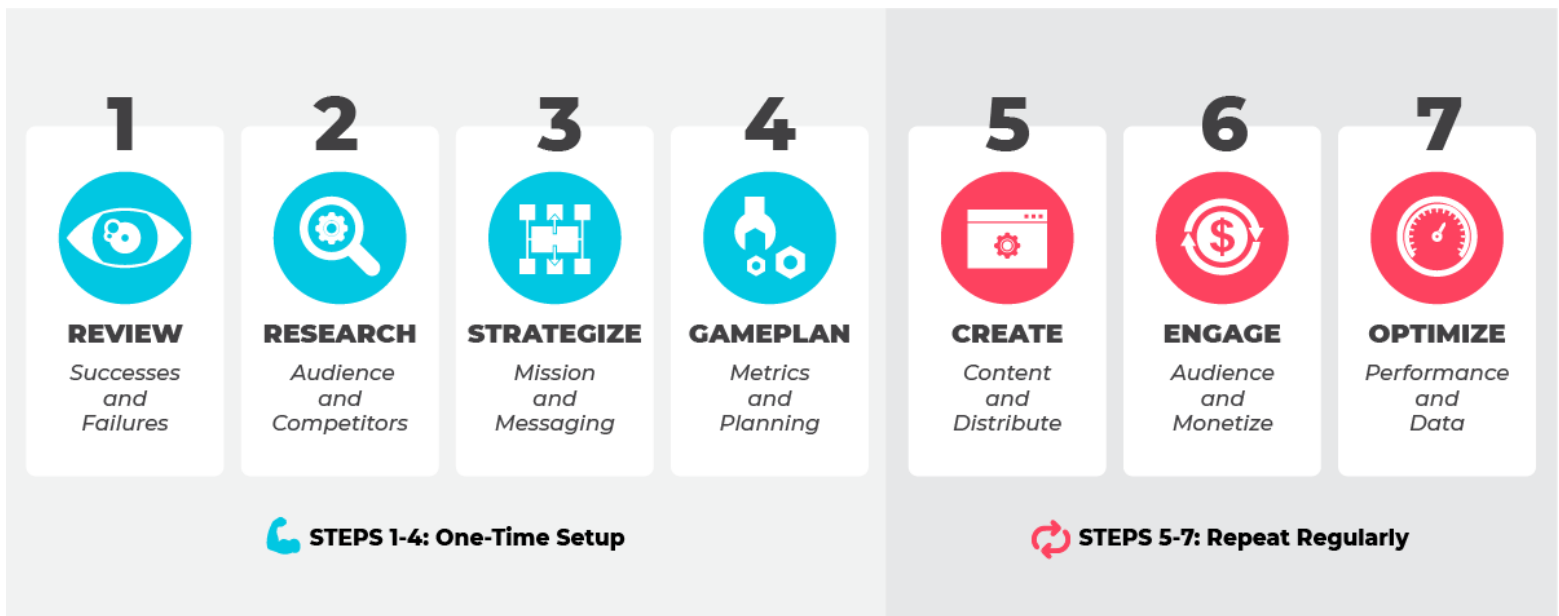 1
REVIEW
Successes
and
Failures
2
RESEARCH
Audience
and
Competitors
3
STRATEGIZE
Mission
and
Messaging
4
GAMEPLAN
Metrics
and
Planning
STEPS 1-4: One-Time Setup
5
CREATE
Content
and
Distribute
6
ENGAGE
$
Audience
and
Monetize
7
OPTIMIZE
Performance
and
Data
STEPS 5-7: Repeat Regularly